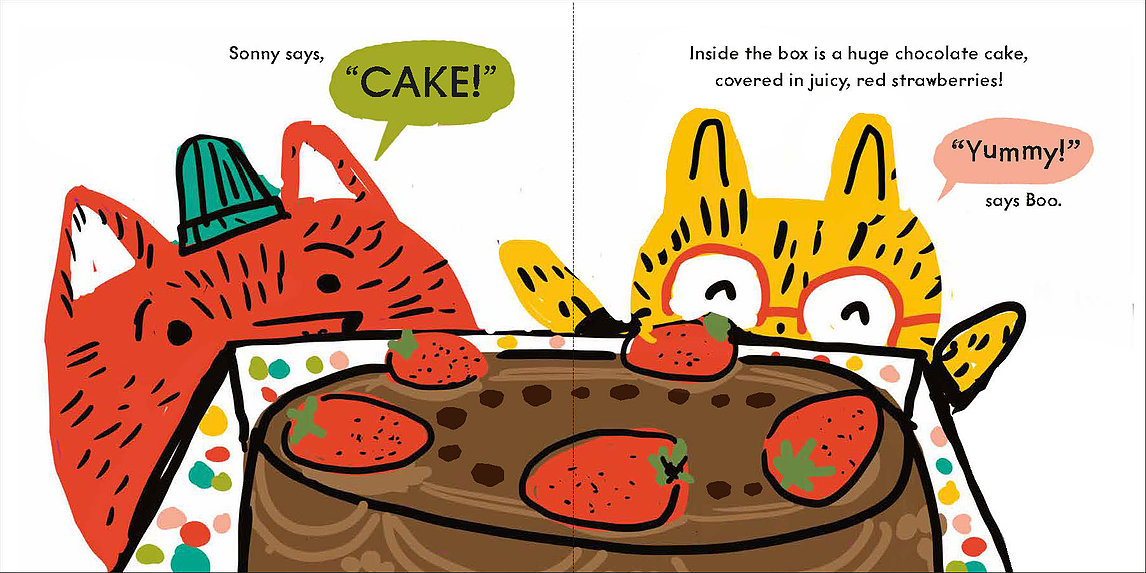 Sonny says,
“CAKE!”
Inside the box is a huge chocolate cake,
covered in juicy, red strawberries!
“Yummy!”
says Boo.